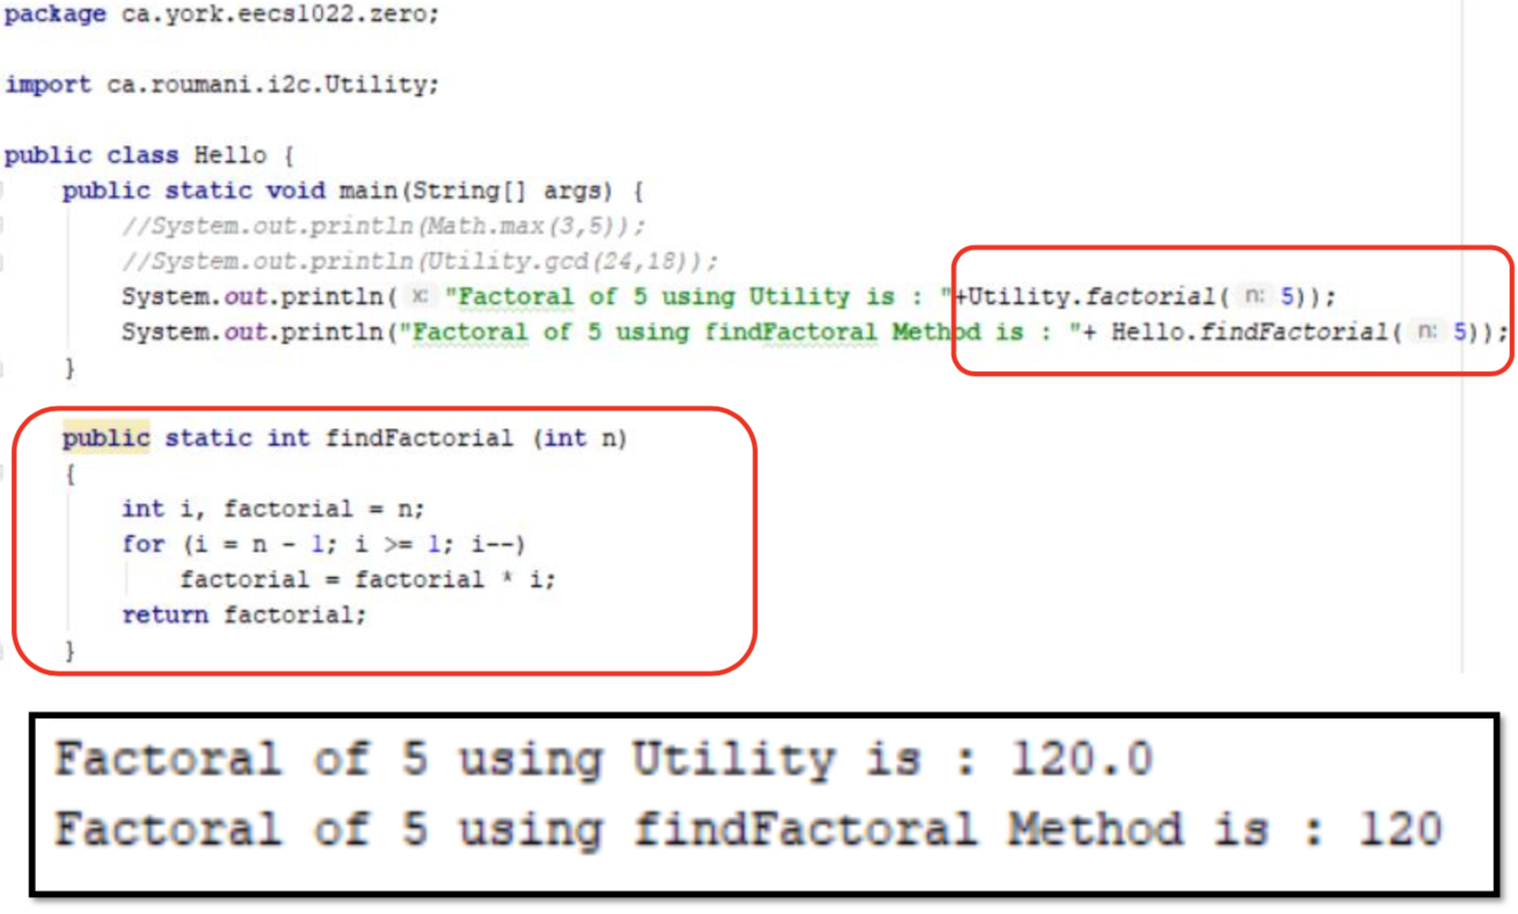 package ca.york.eecs1022.zero;
import ca.roumani.i2c.Utility;
public class Hello {
public static void main(String[] args) {
//System.out.println(Math.max(3,5));
//System.out.println(Utility.gcd(24,18));
System.out.println( x: "Factoral of 5 using Utility is : "+Utility.factorial( n: 5));
System.out.println("Factoral of 5 using findFactoral Method is : "+ Hello.findFactorial( n: 5));
}
public static int findFactorial (int n)
{
int i, factorial = n;
for (i = n - 1; i >= 1; i--)
factorial = factorial * i;
return factorial;
}
Factoral of 5 using Utility is : 120.0
Factoral of 5 using findFactoral Method is : 120